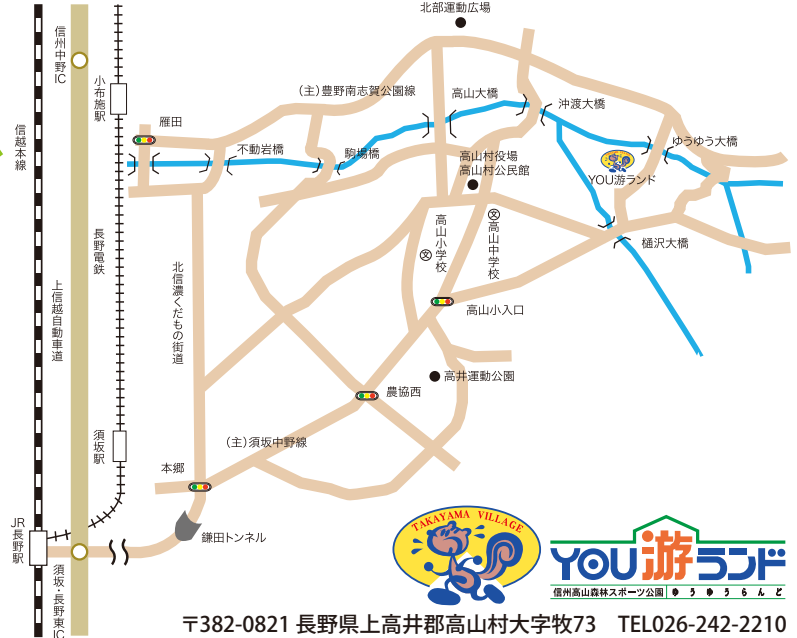 北部運動広場
信州中野IC
小布施駅
(主)豊野南志賀公園線
高山大橋
沖渡大橋
雁田
信越本線
不動岩橋
駒場橋
高山村役場
高山村公民館
ゆうゆう大橋
YOU游ランド
文
高山小学校
文
高山中学校
樋沢大橋
長野電鉄
北信濃くだもの街道
上信越自動車道
高山小入口
高井運動公園
農協西
須坂駅
(主)須坂中野線
本郷
JR長野駅
鎌田トンネル
須坂・長野東IC
TAKAYAMA VILLAGE
YOU游ランド
信州高山森林スポーツ公園 ゆうゆうらんど
〒382-0821 長野県上高井郡高山村大字牧73 TEL026-242-2210